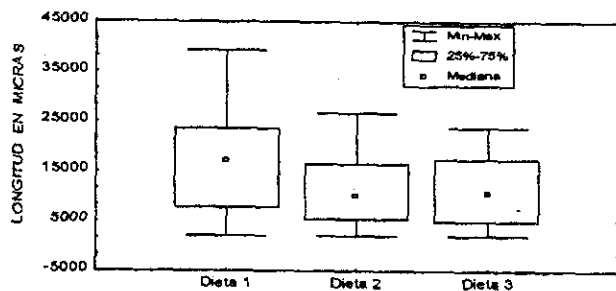 45000
35000
25000
15000
5000
-5000
LONGITUD EN MICRAS
Min-Max
25%-75%
Mediana
Dieta 1
Dieta 2
Dieta 3